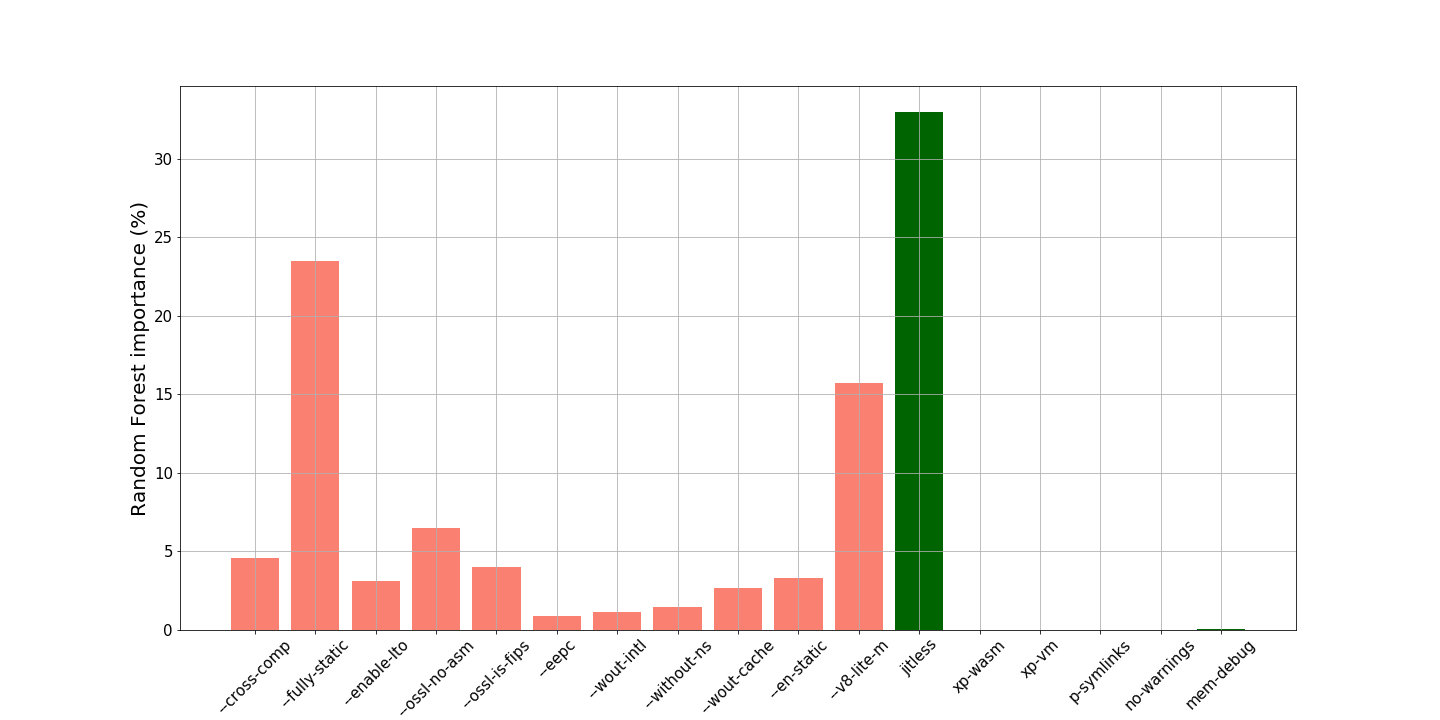 Random Forest importance (%)
30
25
20
15
10
5
0
--cross-comp
--fully-static
--enable-lto
--ossl-no-asm
--ossl-is-fips
--eepc
--wout-intl
--without-ns
--wout-cache
--en-static
--v8-lite-m
jitless
xp-wasm
xp-vm
p-symlinks
no-warnings
mem-debug